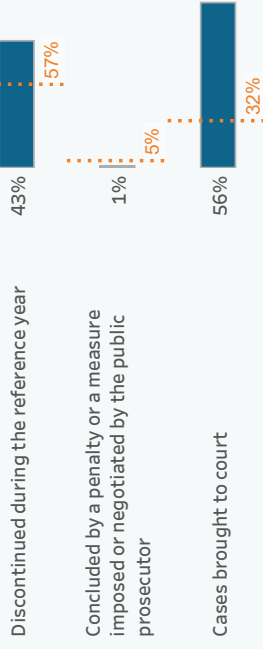 Discontinued during the reference year
43%
57%
Concluded by a penalty or a measure
imposed or negotiated by the public
prosecutor
1%
5%
Cases brought to court
56%
32%